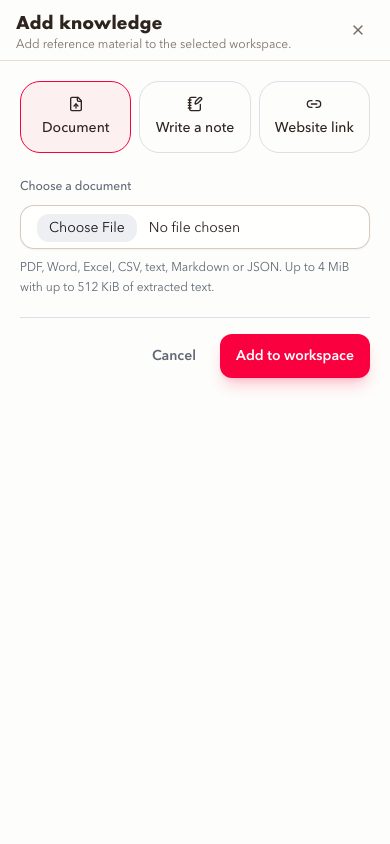 Add knowledge
Add reference material to the selected workspace.
Document
Write a note
Website link
Choose a document
Choose File No file chosen
PDF, Word, Excel, CSV, text, Markdown or JSON. Up to 4 MiB
with up to 512 KiB of extracted text.
Cancel
Add to workspace